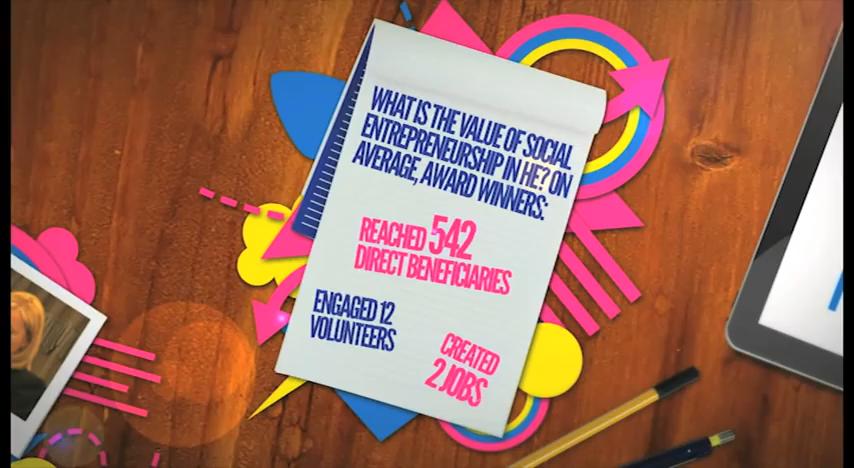 WHAT IS THE VALUE OF SOCIAL
ENTREPRENEURSHIP IN HE? ON
AVERAGE, AWARD WINNERS:
REACHED 542
DIRECT BENEFICIARIES
ENGAGED 12
VOLUNTEERS
CREATED
2 JOBS